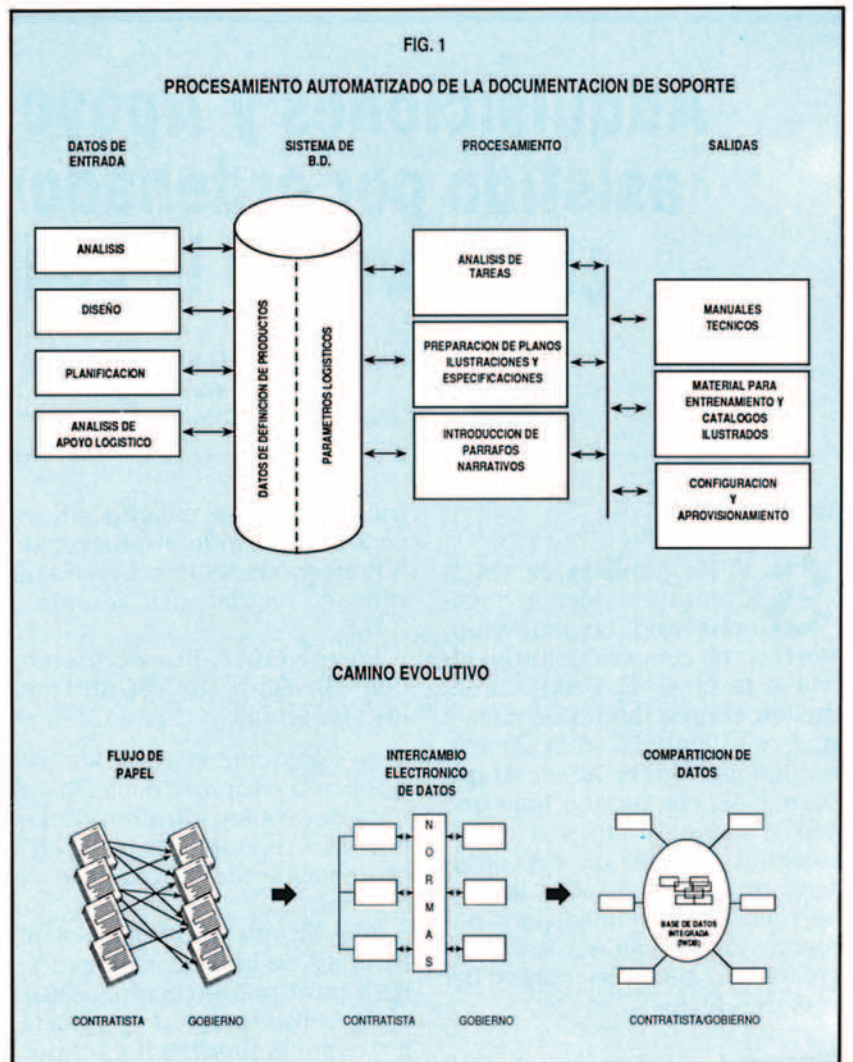 FIG. 1
PROCESAMIENTO AUTOMATIZADO DE LA DOCUMENTACION DE SOPORTE
DATOS DE
ENTRADA
SISTEMA DE
B.D.
PROCESAMIENTO
SALIDAS
ANALISIS
DISEÑO
PLANIFICACION
ANALISIS DE
APOYO LOGISTICO
DATOS DE DEFINICION DE PRODUCTOS
PARAMETROS LOGISTICOS
ANALISIS DE
TAREAS
PREPARACION DE PLANOS
ILUSTRACIONES Y
ESPECIFICACIONES
INTRODUCCION DE
PARRAFOS
NARRATIVOS
MANUALES
TECNICOS
MATERIAL PARA
ENTRENAMIENTO Y
CATALOGOS
ILUSTRADOS
CONFIGURACION
Y
APROVISIONAMIENTO
CAMINO EVOLUTIVO
FLUJO DE
PAPEL
INTERCAMBIO
ELECTRONICO
DE DATOS
COMPARTICION DE
DATOS
NORMAS
BASE DE DATOS
INTEGRADA
CONTRATISTA
GOBIERNO
CONTRATISTA
GOBIERNO
CONTRATISTA/GOBIERNO